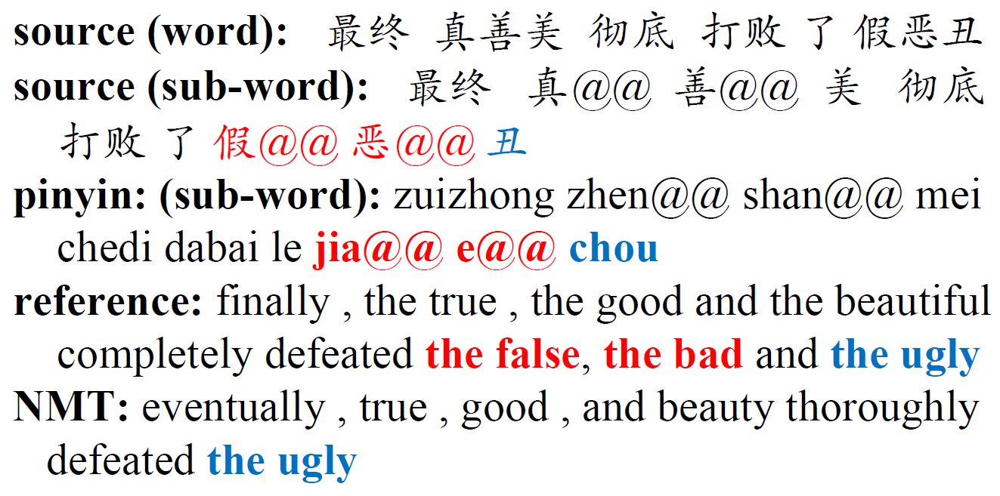 source (word): 最终 真善美 彻底 打败 了 假恶丑
source (sub-word): 最终 真@@ 善@@ 美 彻底
打败 了 假@@ 恶@@ 丑
pinyin: (sub-word): zuizhong zhen@@ shan@@ mei
chedi dabai le jia@@ e@@ chou
reference: finally , the true , the good and the beautiful
completely defeated the false, the bad and the ugly
NMT: eventually , true , good , and beauty thoroughly
defeated the ugly